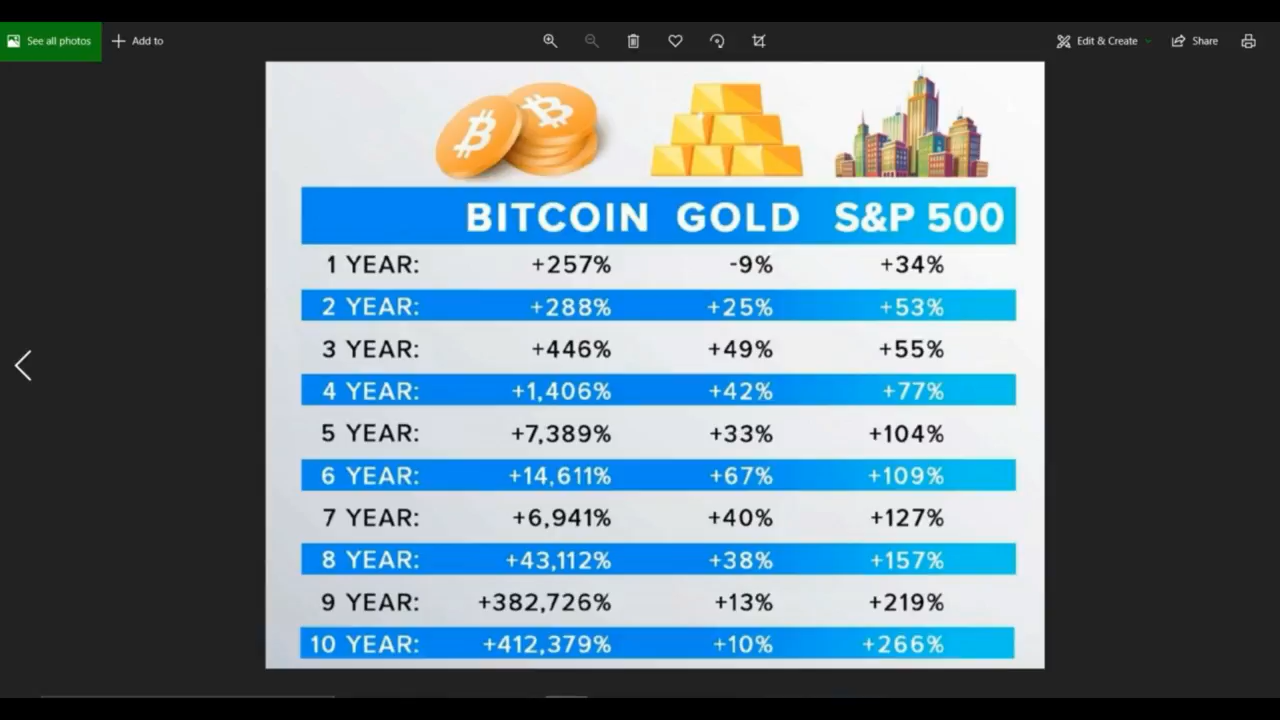 See all photos Add to Edit & Create Share
BITCOIN GOLD S&P 500
1 YEAR: +257% -9% +34%
2 YEAR: +288% +25% +53%
3 YEAR: +446% +49% +55%
4 YEAR: +1,406% +42% +77%
5 YEAR: +7,389% +33% +104%
6 YEAR: +14,611% +67% +109%
7 YEAR: +6,941% +40% +127%
8 YEAR: +43,112% +38% +157%
9 YEAR: +382,726% +13% +219%
10 YEAR: +412,379% +10% +266%